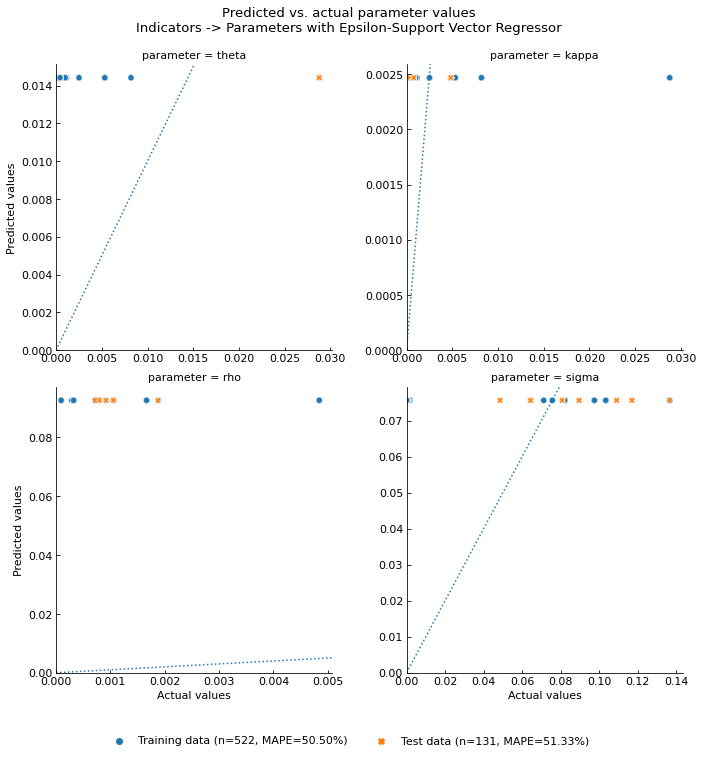 Predicted vs. actual parameter values
Indicators -> Parameters with Epsilon-Support Vector Regressor
parameter = theta
0.014
0.012
0.010
0.008
0.006
0.004
0.002
0.000
Predicted values
0.000 0.005 0.010 0.015 0.020 0.025 0.030
parameter = kappa
0.0025
0.0020
0.0015
0.0010
0.0005
0.0000
0.000 0.005 0.010 0.015 0.020 0.025 0.030
parameter = rho
0.08
0.06
0.04
0.02
0.00
Predicted values
0.000 0.001 0.002 0.003 0.004 0.005
Actual values
parameter = sigma
0.07
0.06
0.05
0.04
0.03
0.02
0.01
0.00
0.00 0.02 0.04 0.06 0.08 0.10 0.12 0.14
Actual values
Training data (n=522, MAPE=50.50%)
Test data (n=131, MAPE=51.33%)